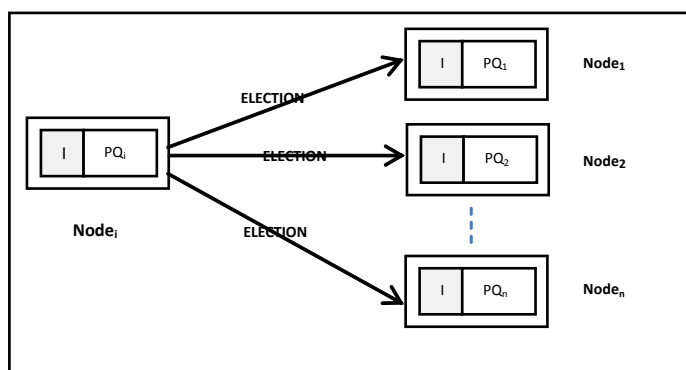 I PQ₁ Node₁
ELECTION
I PQᵢ ELECTION I PQ₂ Node₂
Nodeᵢ ELECTION
I PQₙ Nodeₙ